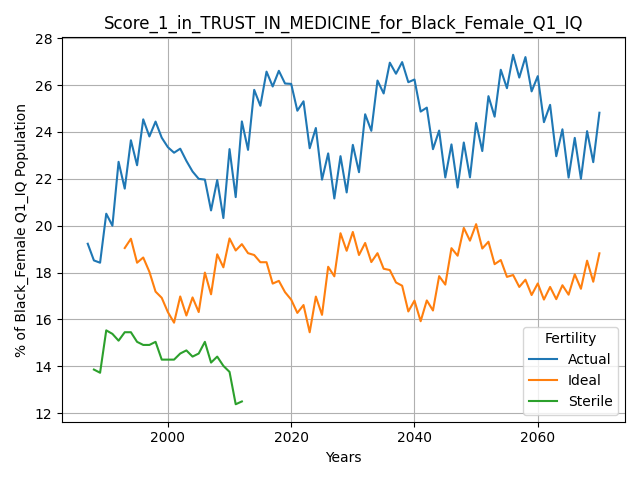 Score_1_in_TRUST_IN_MEDICINE_for_Black_Female_Q1_IQ
% of Black_Female Q1_IQ Population
28
26
24
22
20
18
16
14
12
2000
2020
2040
2060
Years
Fertility
Actual
Ideal
Sterile